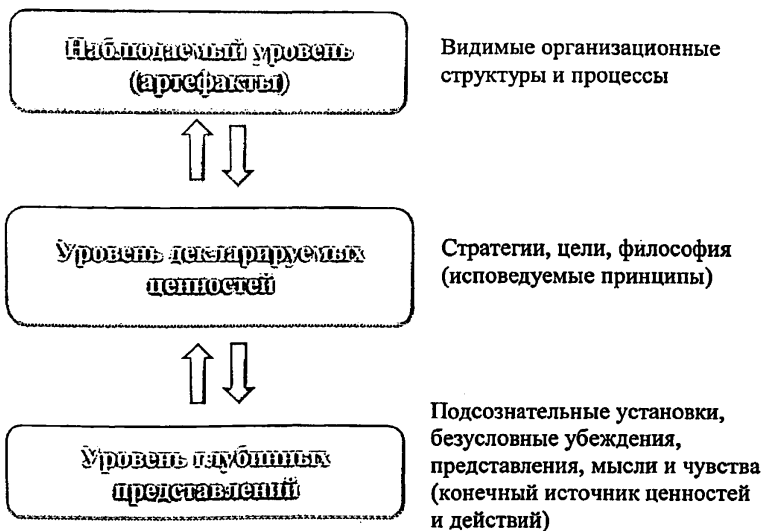 Наблюдаемый уровень
(артефакты)
Видимые организационные
структуры и процессы
Уровень декларируемых
ценностей
Стратегии, цели, философия
(исповедуемые принципы)
Уровень глубинных
представлений
Подсознательные установки,
безусловные убеждения,
представления, мысли и чувства
(конечный источник ценностей
и действий)